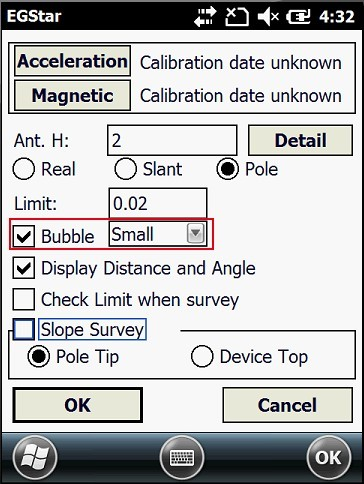 EGStar 4:32
Acceleration Calibration date unknown
Magnetic Calibration date unknown
Ant. H: 2 Detail
Real Slant Pole
Limit: 0.02
Bubble Small
Display Distance and Angle
Check Limit when survey
Slope Survey
Pole Tip Device Top
OK Cancel
OK